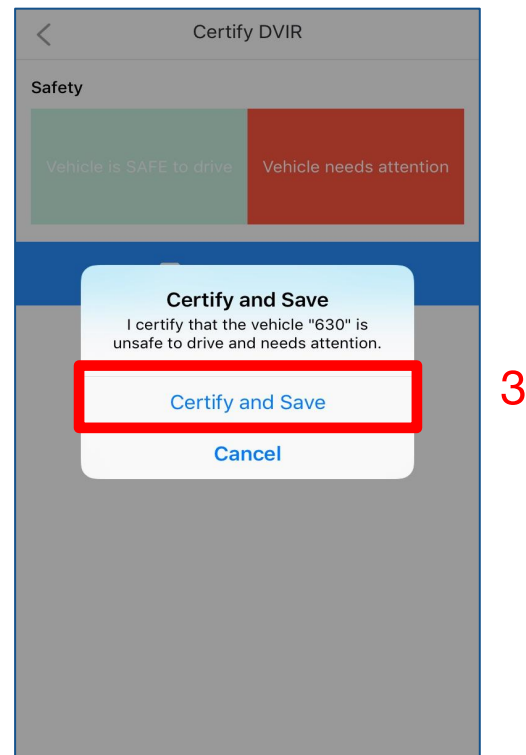 Certify DVIR
Safety
Vehicle is SAFE to drive
Vehicle needs attention
Certify and Save
I certify that the vehicle "630" is
unsafe to drive and needs attention.
Certify and Save
3
Cancel